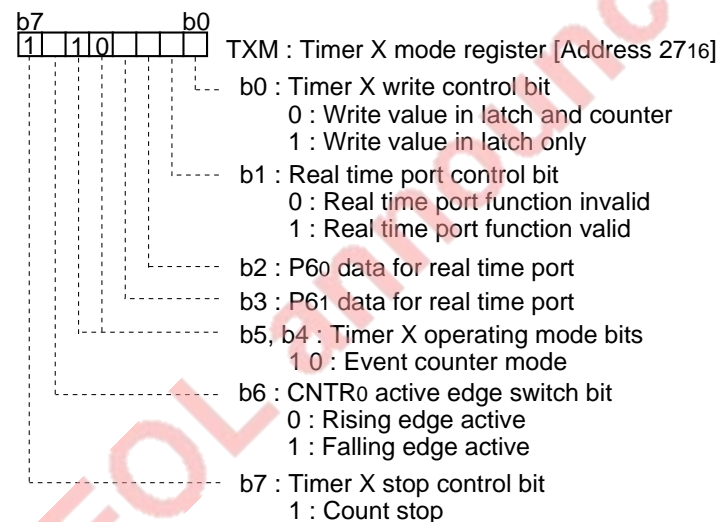 b7 b0
1 1 0 TXM : Timer X mode register [Address 2716]
b0 : Timer X write control bit
0 : Write value in latch and counter
1 : Write value in latch only
b1 : Real time port control bit
0 : Real time port function invalid
1 : Real time port function valid
b2 : P60 data for real time port
b3 : P61 data for real time port
b5, b4 : Timer X operating mode bits
1 0 : Event counter mode
b6 : CNTR0 active edge switch bit
0 : Rising edge active
1 : Falling edge active
b7 : Timer X stop control bit
1 : Count stop
EOL announc